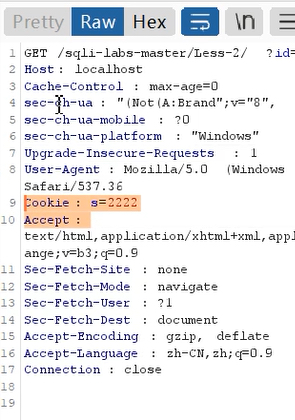 Pretty Raw Hex \n
1 GET /sqli-labs-master/Less-2/ ?id=
2 Host : localhost
3 Cache-Control : max-age=0
4 sec-ch-ua : "(Not(A:Brand";v="8",
5 sec-ch-ua-mobile : ?0
6 sec-ch-ua-platform : "Windows"
7 Upgrade-Insecure-Requests : 1
8 User-Agent : Mozilla/5.0 (Windows
Safari/537.36
9 Cookie : s=2222
10 Accept :
text/html,application/xhtml+xml,appl
ange;v=b3;q=0.9
11 Sec-Fetch-Site : none
12 Sec-Fetch-Mode : navigate
13 Sec-Fetch-User : ?1
14 Sec-Fetch-Dest : document
15 Accept-Encoding : gzip, deflate
16 Accept-Language : zh-CN,zh;q=0.9
17 Connection : close
18
19